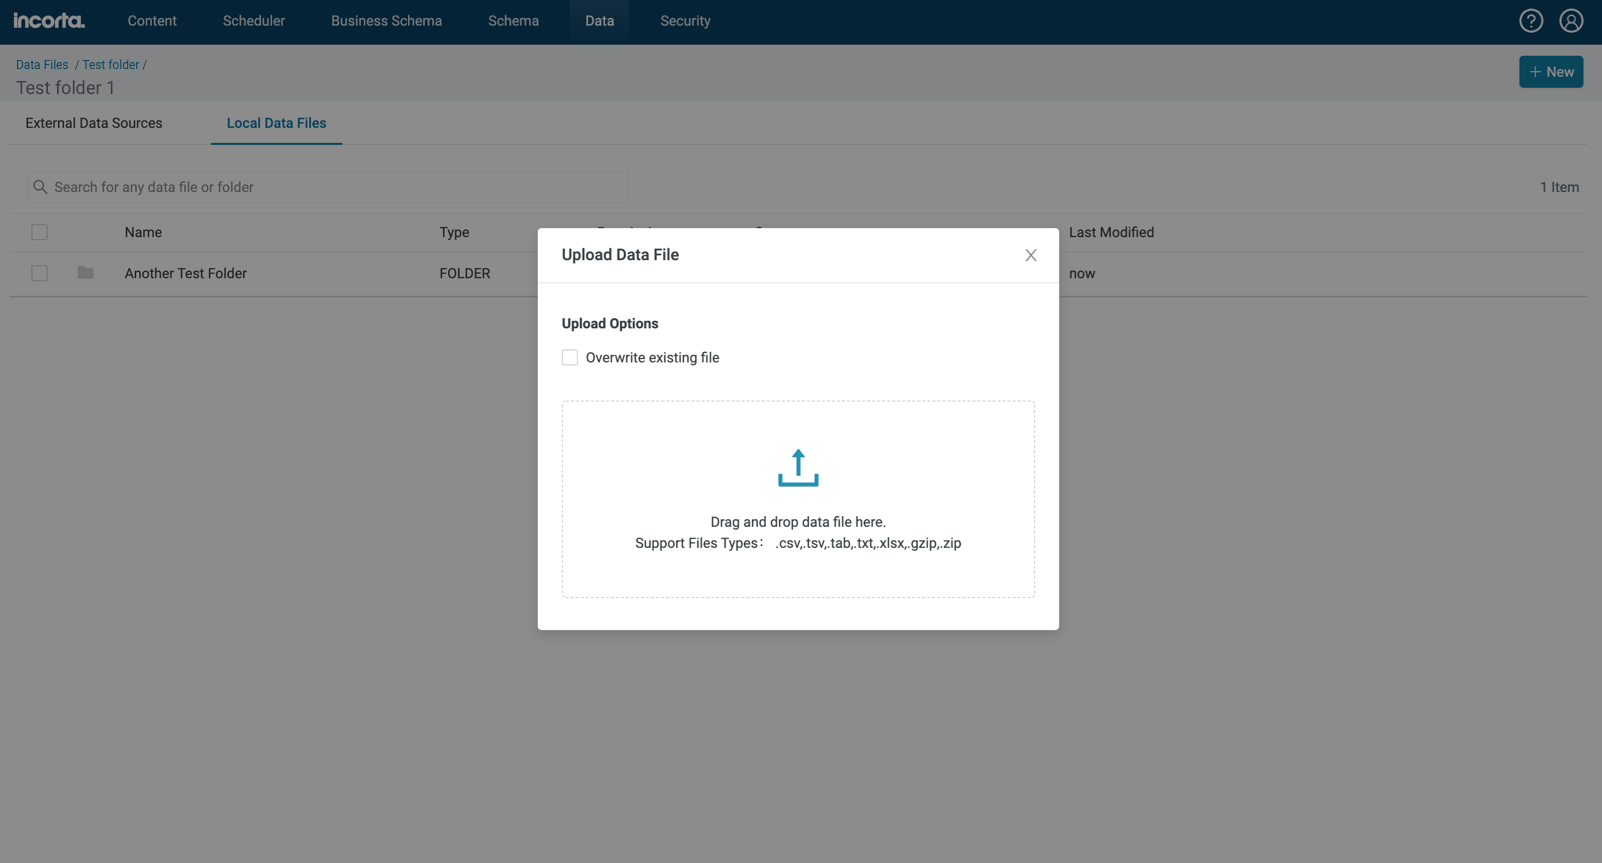 incorta. Content Scheduler Business Schema Schema Data Security ?
Data Files / Test folder /
Test folder 1
+ New
External Data Sources Local Data Files
Search for any data file or folder 1 Item
Name Type Last Modified
Another Test Folder FOLDER now
Upload Data File
Upload Options
Overwrite existing file
Drag and drop data file here.
Support Files Types: .csv,.tsv,.tab,.txt,.xlsx,.gzip,.zip